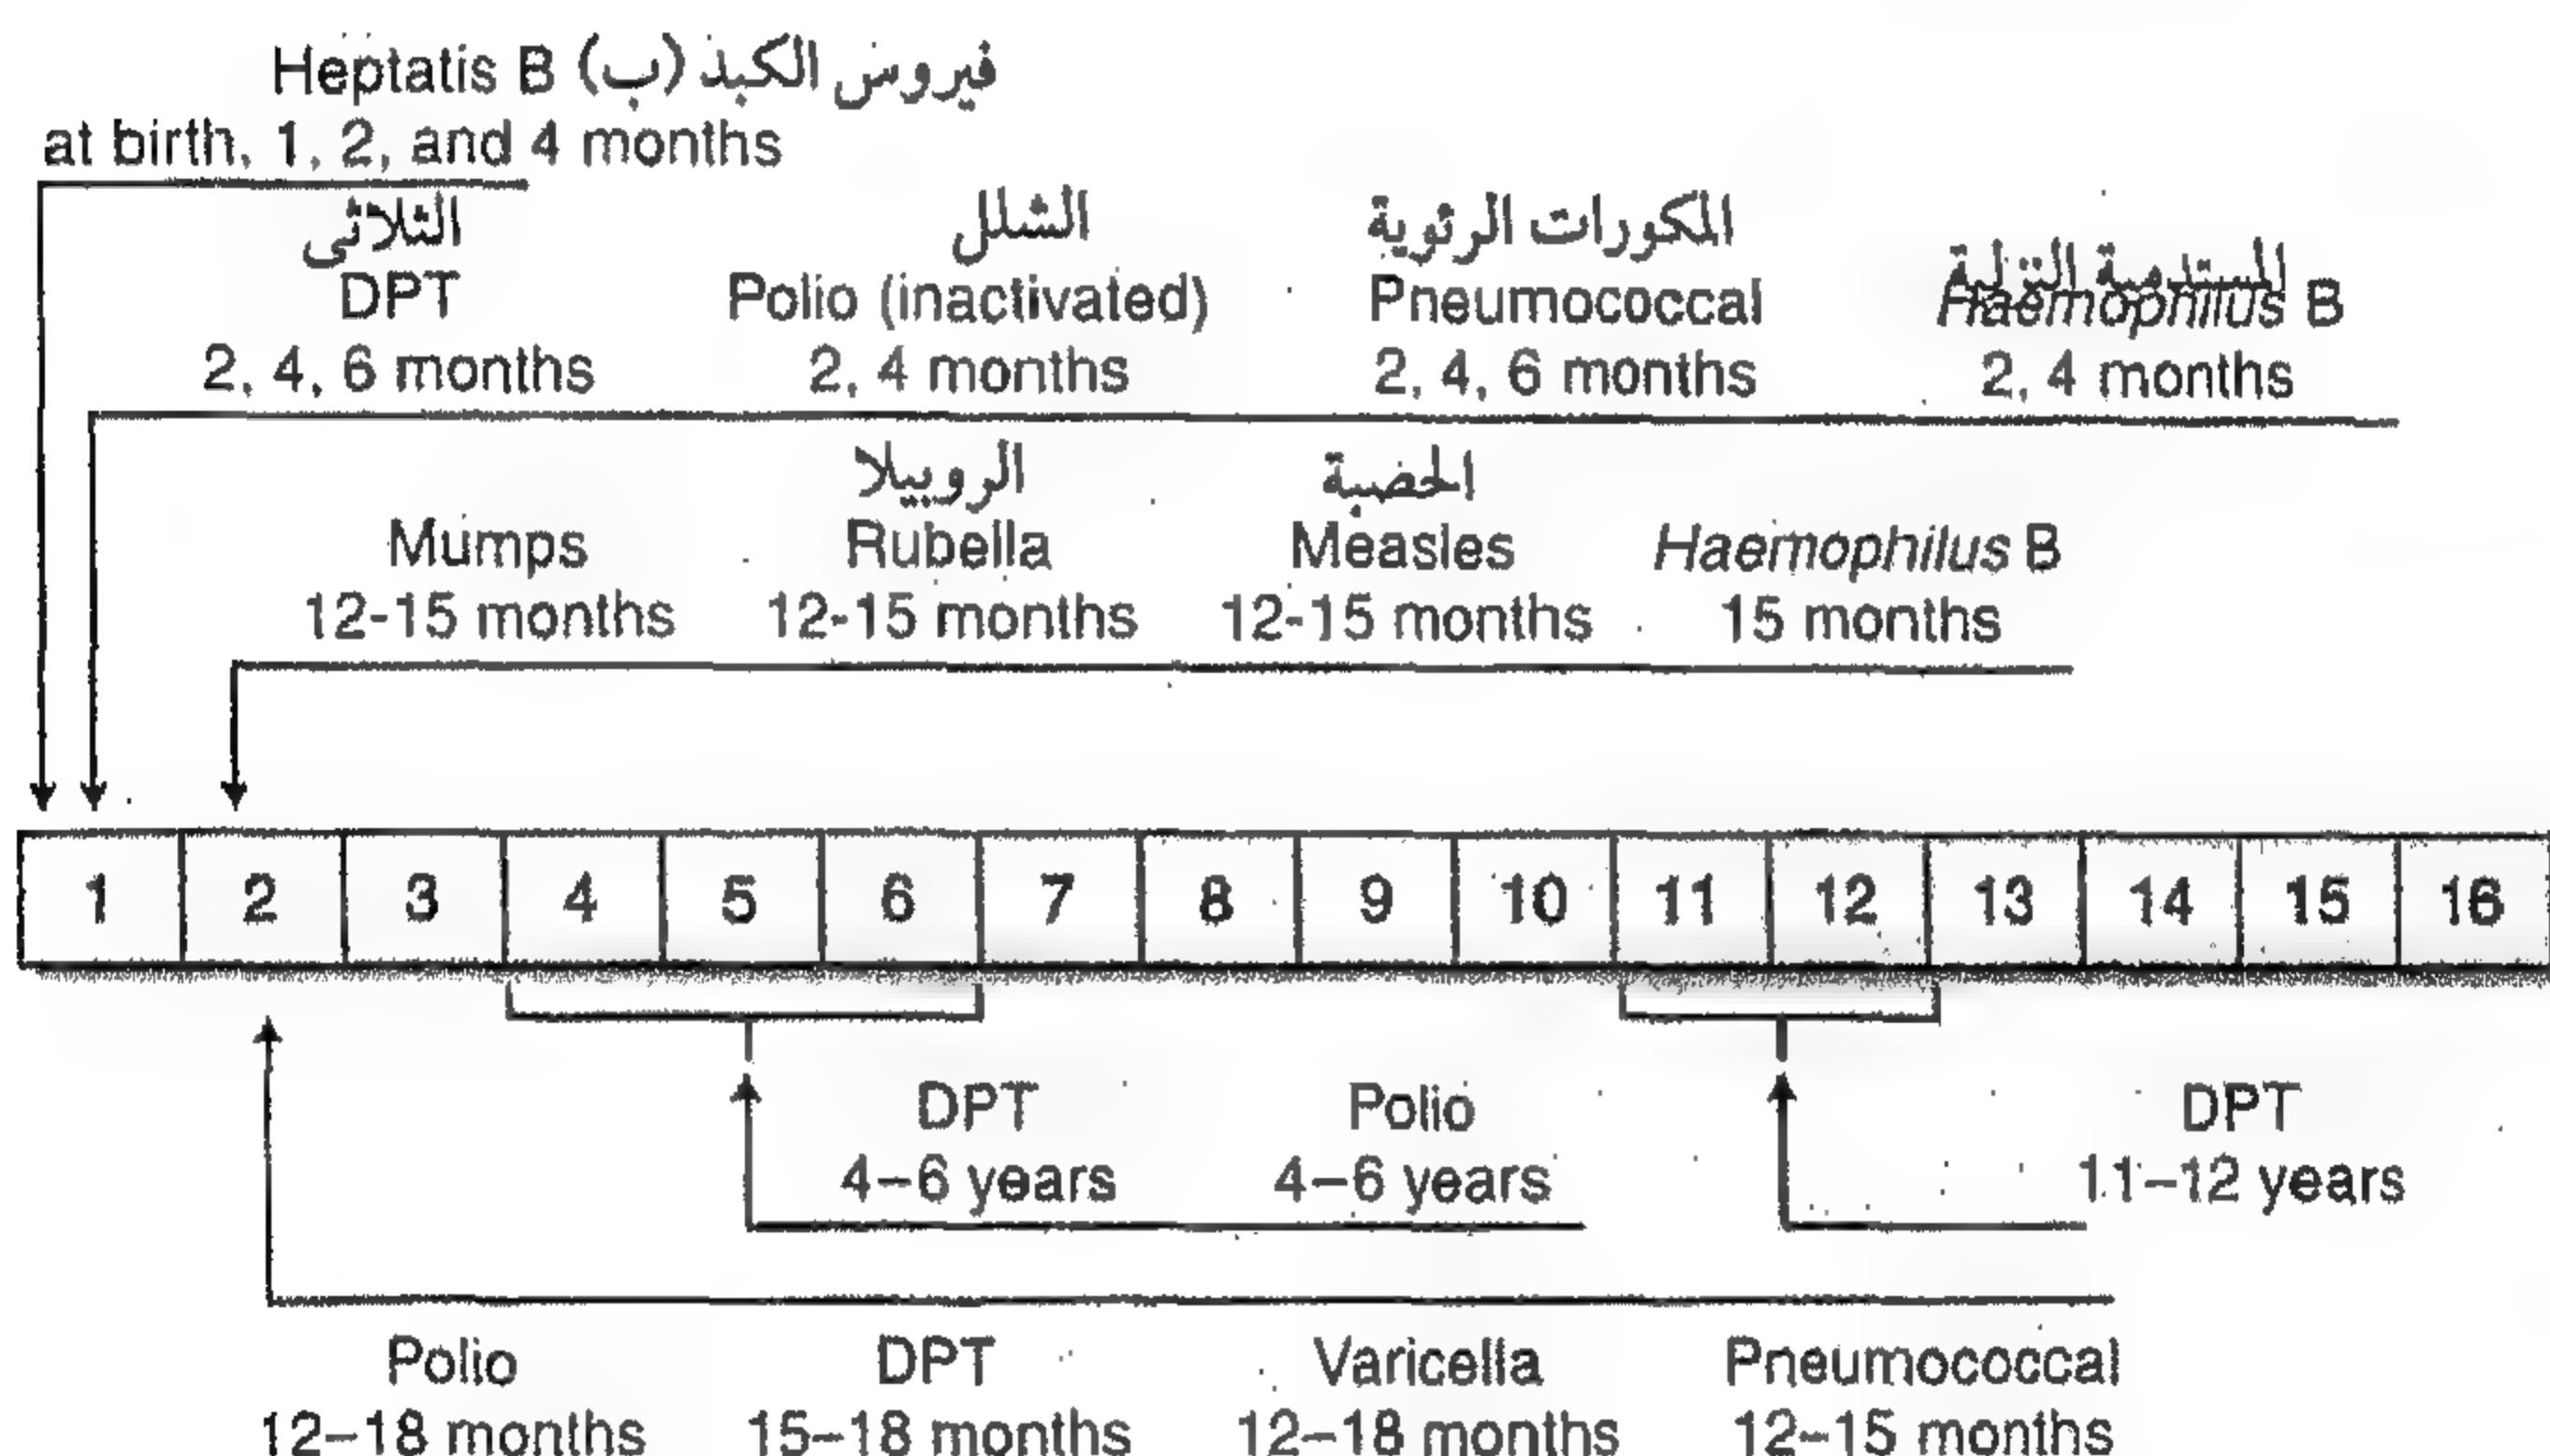 Heptatis B فيروس الكبد (ب)
at birth, 1, 2, and 4 months
الثلاثى
DPT
2, 4, 6 months
الشلل
Polio (inactivated)
2, 4 months
المكورات الرئوية
Pneumococcal
2, 4, 6 months
المستدمية النزلية
Haemophilus B
2, 4 months
Mumps
12-15 months
الروبيلا
Rubella
12-15 months
الحضبة
Measles
12-15 months
Haemophilus B
15 months
1 2 3 4 5 6 7 8 9 10 11 12 13 14 15 16
DPT
4–6 years
Polio
4–6 years
DPT
11–12 years
Polio
12–18 months
DPT
15–18 months
Varicella
12–18 months
Pneumococcal
12–15 months